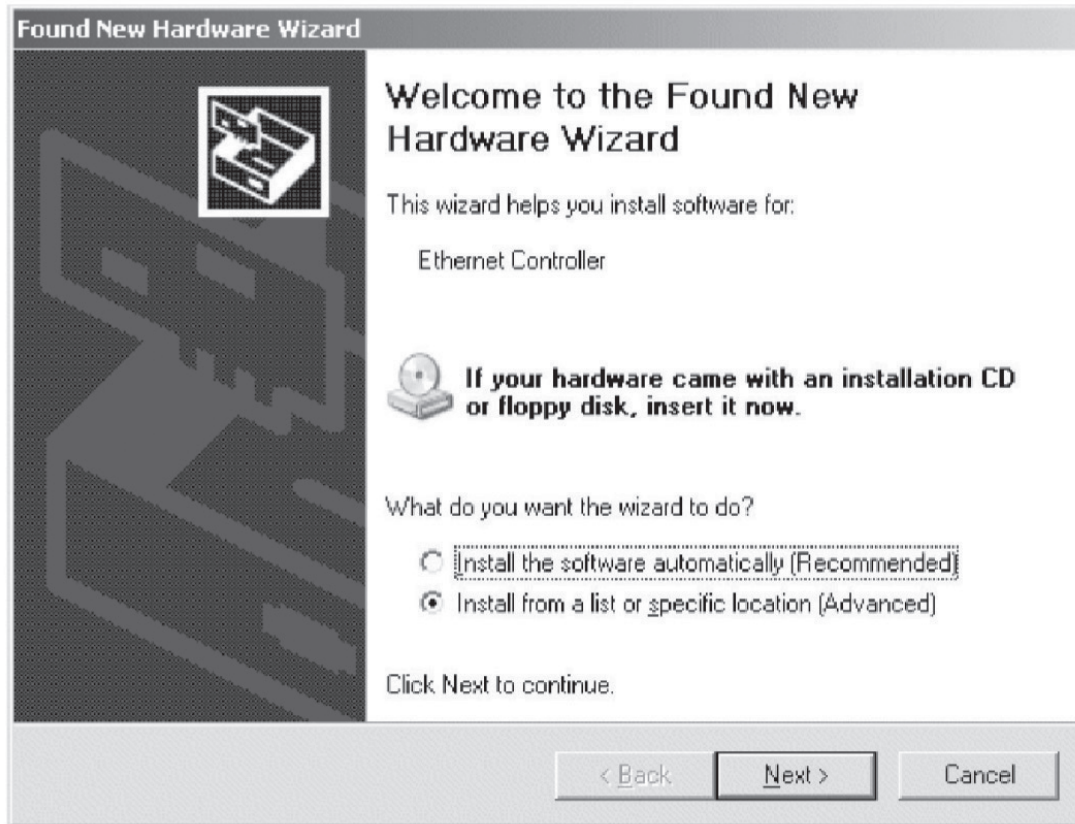 Found New Hardware Wizard
Welcome to the Found New
Hardware Wizard
This wizard helps you install software for:
Ethernet Controller
If your hardware came with an installation CD
or floppy disk, insert it now.
What do you want the wizard to do?
Install the software automatically (Recommended)
Install from a list or specific location (Advanced)
Click Next to continue.
< Back
Next >
Cancel